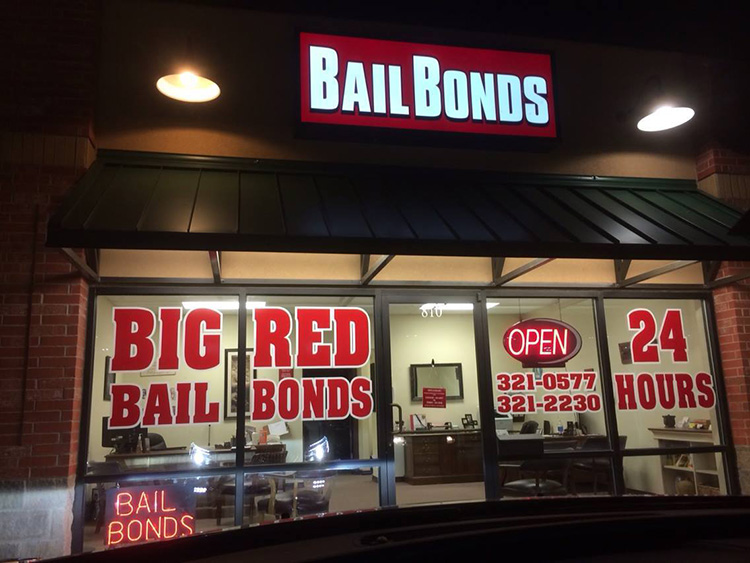 BAIL BONDS
810
BIG RED
BAIL BONDS
OPEN
321-0577
321-2230
24
HOURS
BAIL
BONDS